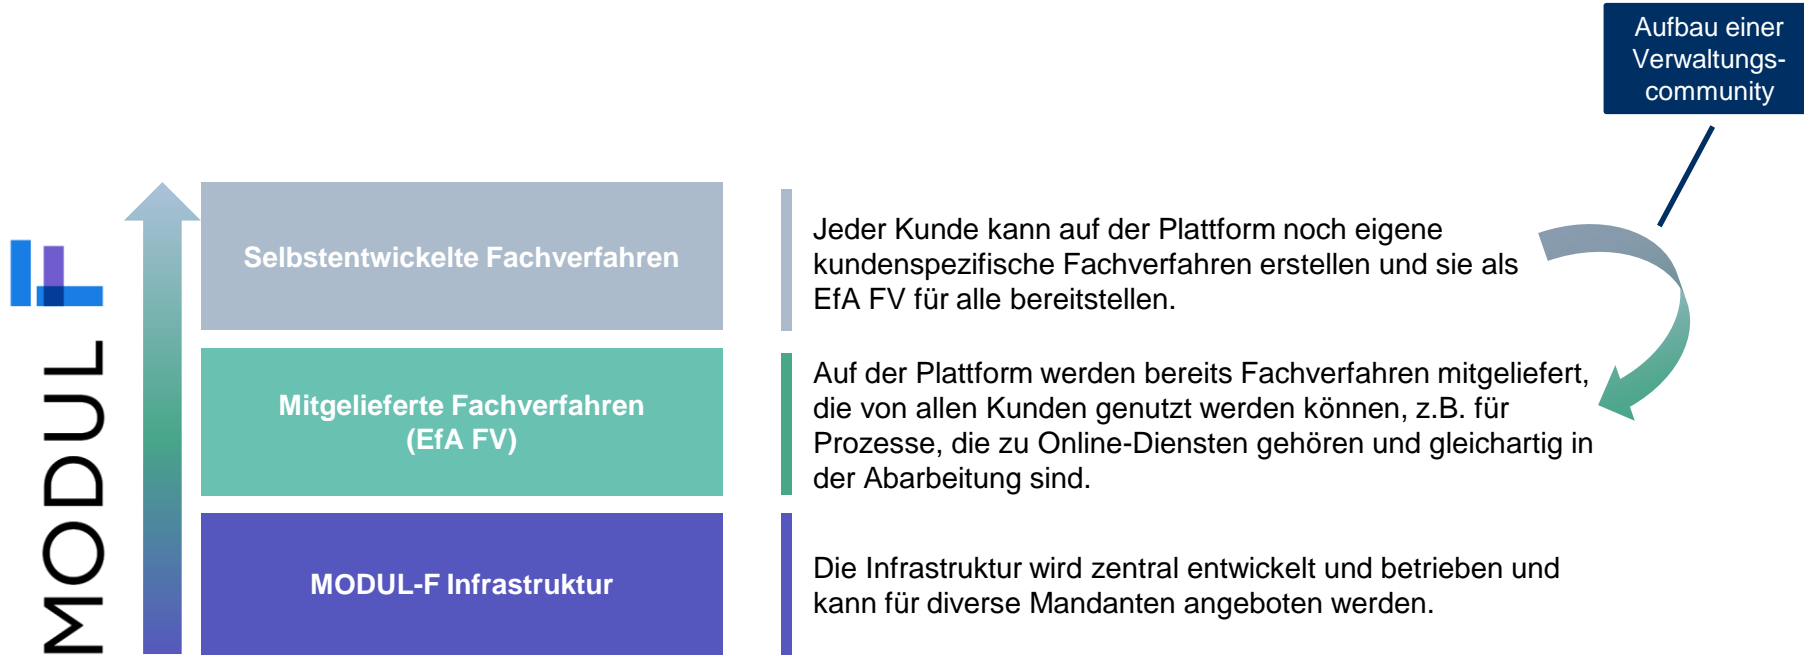 Aufbau einer
Verwaltungs-
community
MODUL F
Selbstentwickelte Fachverfahren
Jeder Kunde kann auf der Plattform noch eigene
kundenspezifische Fachverfahren erstellen und sie als
EfA FV für alle bereitstellen.
Mitgelieferte Fachverfahren
(EfA FV)
Auf der Plattform werden bereits Fachverfahren mitgeliefert,
die von allen Kunden genutzt werden können, z.B. für
Prozesse, die zu Online-Diensten gehören und gleichartig in
der Abarbeitung sind.
MODUL-F Infrastruktur
Die Infrastruktur wird zentral entwickelt und betrieben und
kann für diverse Mandanten angeboten werden.